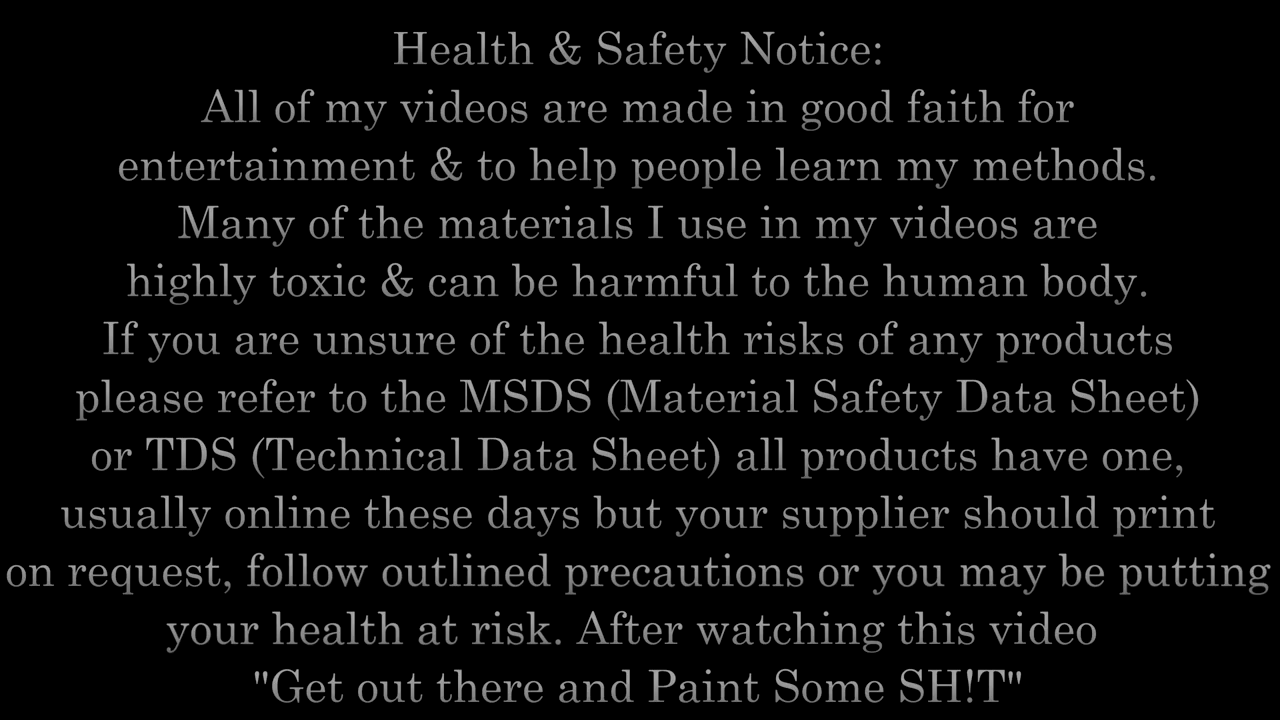 Health & Safety Notice:
All of my videos are made in good faith for
entertainment & to help people learn my methods.
Many of the materials I use in my videos are
highly toxic & can be harmful to the human body.
If you are unsure of the health risks of any products
please refer to the MSDS (Material Safety Data Sheet)
or TDS (Technical Data Sheet) all products have one,
usually online these days but your supplier should print
on request, follow outlined precautions or you may be putting
your health at risk. After watching this video
"Get out there and Paint Some SH!T"